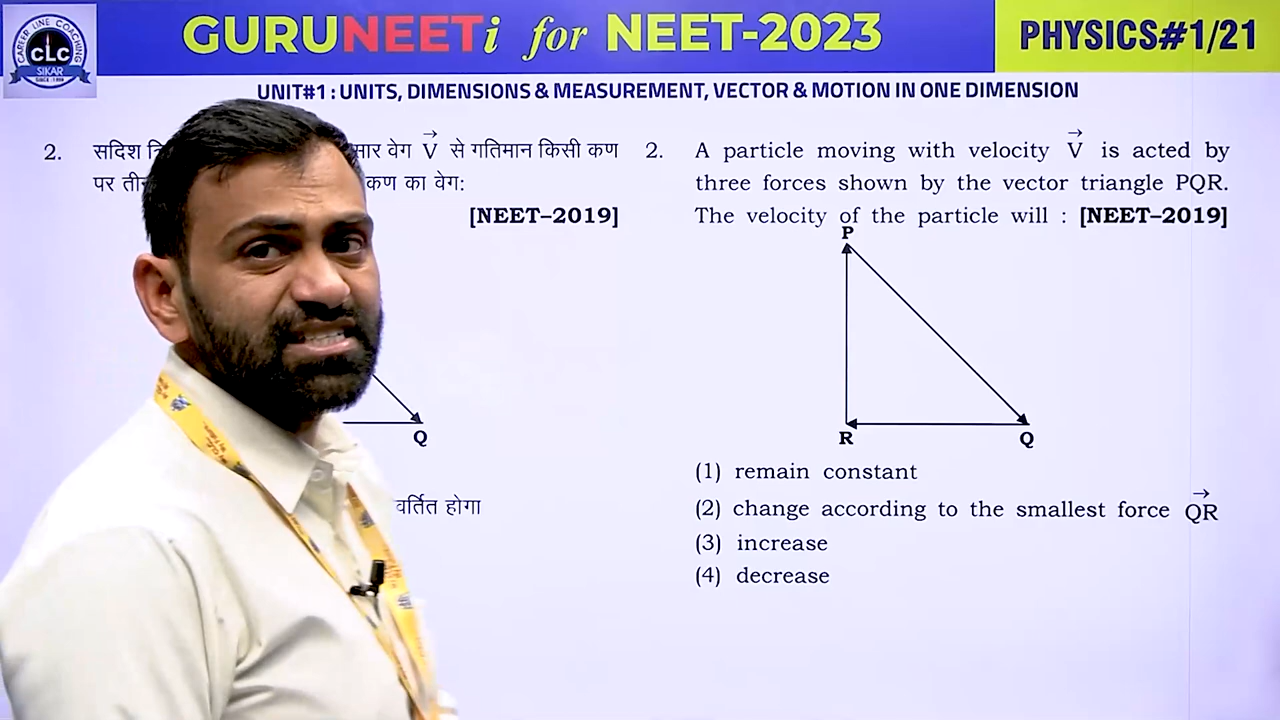 GURUNEETi for NEET-2023
PHYSICS#1/21
CAREER LINE COACHING
CLC
SIKAR
SINCE : 1996
UNIT#1 : UNITS, DIMENSIONS & MEASUREMENT, VECTOR & MOTION IN ONE DIMENSION
2. सदिश वेग V से गतिमान किसी कण
पर कण का वेग:
[NEET–2019]
Q
होगा
2. A particle moving with velocity V is acted by
three forces shown by the vector triangle PQR.
The velocity of the particle will : [NEET–2019]
P
R Q
(1) remain constant
(2) change according to the smallest force QR
(3) increase
(4) decrease